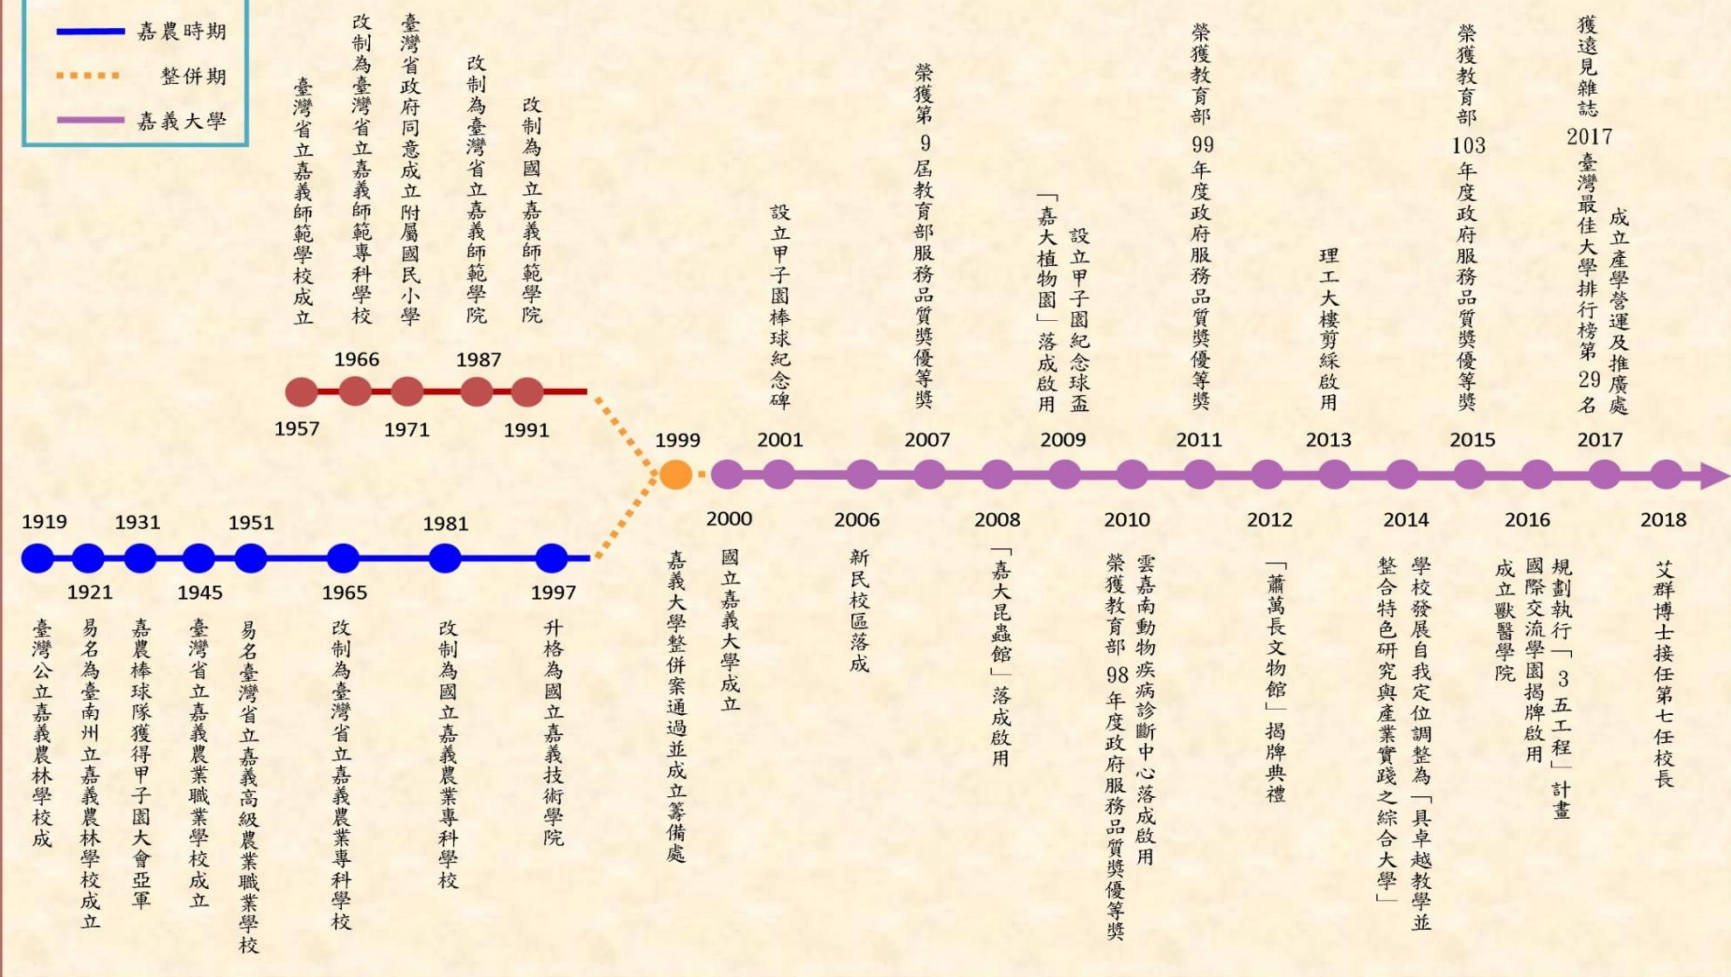 嘉農時期
整併期
嘉義大學
1957
臺灣省立嘉義師範學校成立
1966
改制為臺灣省立嘉義師範專科學校
1971
臺灣省政府同意成立附屬國民小學
1987
改制為臺灣省立嘉義師範學院
1991
改制為國立嘉義師範學院
1919
臺灣公立嘉義農林學校成
1921
易名為臺南州立嘉義農林學校成立
1931
嘉農棒球隊獲得甲子園大會亞軍
1945
臺灣省立嘉義農業職業學校成立
1951
易名臺灣省立嘉義高級農業職業學校
1965
改制為臺灣省立嘉義農業專科學校
1981
改制為國立嘉義農業專科學校
1997
升格為國立嘉義技術學院
1999
嘉義大學整併案通過並成立籌備處
2000
國立嘉義大學成立
2001
設立甲子園棒球紀念碑
2006
新民校區落成
2007
榮獲第9屆教育部服務品質獎優等獎
2008
「嘉大昆蟲館」落成啟用
2009
設立甲子園紀念球盃
「嘉大植物園」落成啟用
2010
雲嘉南動物疾病診斷中心落成啟用
榮獲教育部98年度政府服務品質獎優等獎
2011
榮獲教育部99年度政府服務品質獎優等獎
2012
「蕭萬長文物館」揭牌典禮
2013
理工大樓剪綵啟用
2014
學校發展自我定位調整為「具卓越教學並
整合特色研究與產業實踐之綜合大學」
2015
榮獲教育部103年度政府服務品質獎優等獎
2016
規劃執行「3五工程」計畫
國際交流學園揭牌啟用
成立獸醫學院
2017
成立產學營運及推廣處
獲遠見雜誌2017臺灣最佳大學排行榜第29名
2018
艾群博士接任第七任校長